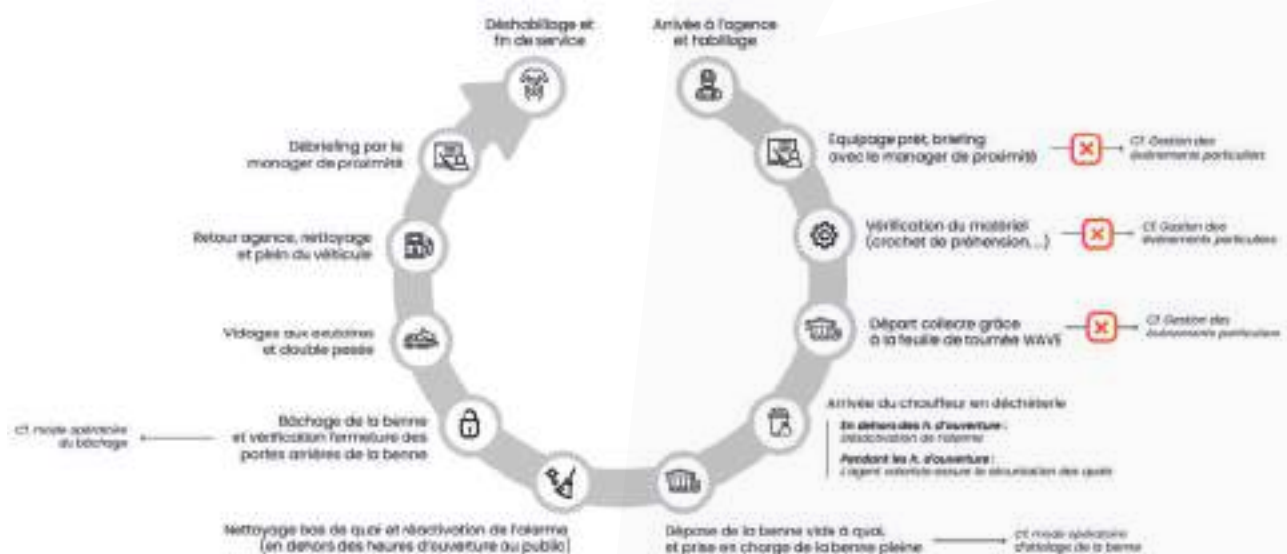 Arrivée à l'agence
et habillage
Equipage prêt, briefing
avec le manager de proximité
Cf. Gestion des
événements particuliers
Vérification du matériel
(crochet de préhension, ...)
Cf. Gestion des
événements particuliers
Départ collecte grâce
à la feuille de tournée WAVE
Cf. Gestion des
événements particuliers
Arrivée du chauffeur en déchèterie
En dehors des h. d'ouverture :
Désactivation de l'alarme
Pendant les h. d'ouverture :
L'agent valoriste assure la sécurisation des quais
Dépose de la benne vide à quai,
et prise en charge de la benne pleine
Cf. mode opératoire
d'attelage de la benne
Nettoyage bas de quai et réactivation de l'alarme
(en dehors des heures d'ouverture au public)
Bâchage de la benne
et vérification fermeture des
portes arrières de la benne
Cf. mode opératoire
du bâchage
Vidages aux exutoires
et double pesée
Retour agence, nettoyage
et plein du véhicule
Débriefing par le
manager de proximité
Déshabillage et
fin de service